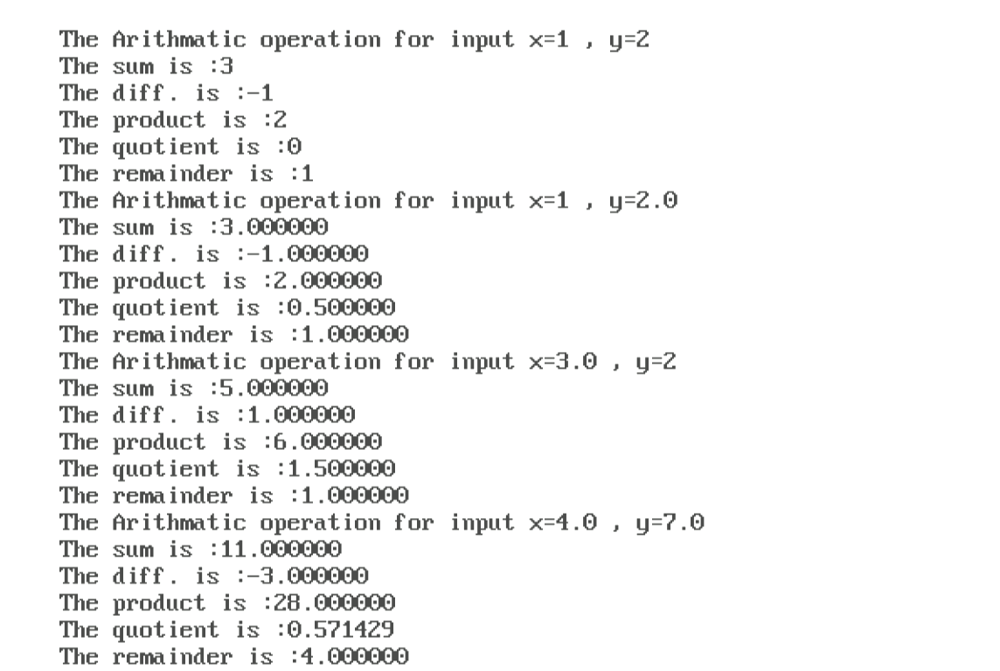 The Arithmatic operation for input x=1 , y=2
The sum is :3
The diff. is :-1
The product is :2
The quotient is :0
The remainder is :1
The Arithmatic operation for input x=1 , y=2.0
The sum is :3.000000
The diff. is :-1.000000
The product is :2.000000
The quotient is :0.500000
The remainder is :1.000000
The Arithmatic operation for input x=3.0 , y=2
The sum is :5.000000
The diff. is :1.000000
The product is :6.000000
The quotient is :1.500000
The remainder is :1.000000
The Arithmatic operation for input x=4.0 , y=7.0
The sum is :11.000000
The diff. is :-3.000000
The product is :28.000000
The quotient is :0.571429
The remainder is :4.000000